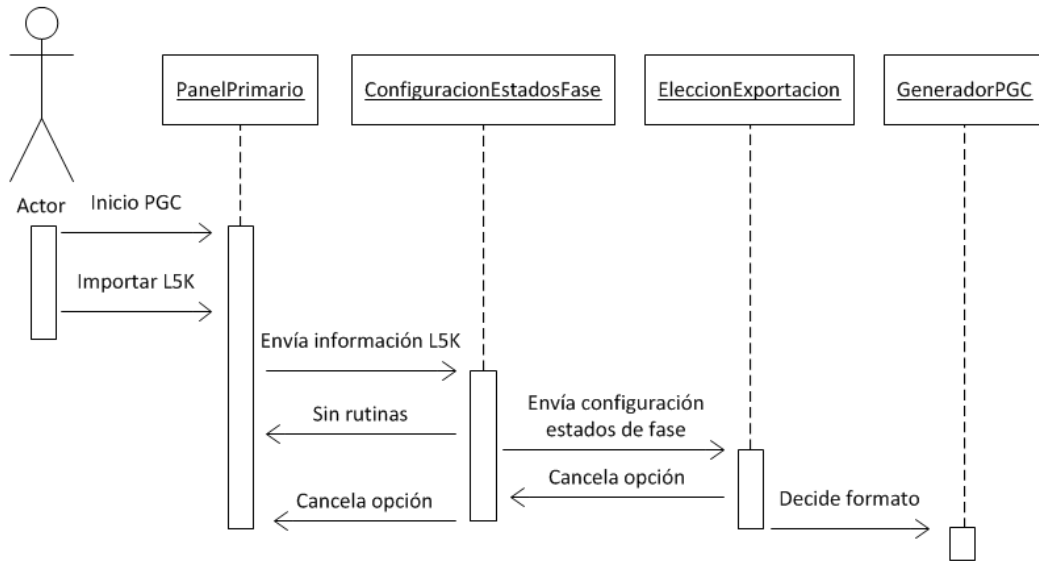 PanelPrimario
ConfiguracionEstadosFase
EleccionExportacion
GeneradorPGC
Actor
Inicio PGC
Importar L5K
Envía información L5K
Sin rutinas
Envía configuración
estados de fase
Cancela opción
Cancela opción
Decide formato